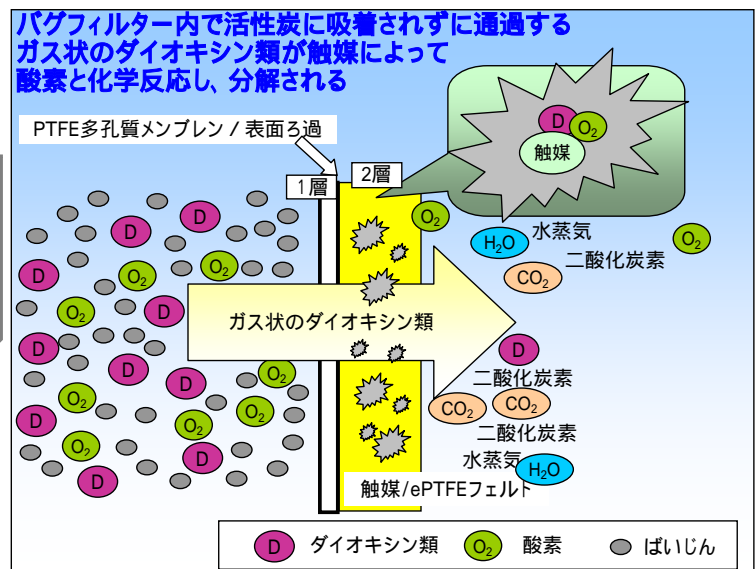 バグフィルター内で活性炭に吸着されずに通過する
ガス状のダイオキシン類が触媒によって
酸素と化学反応し、分解される
PTFE多孔質メンブレン / 表面ろ過
1層
2層
D
O2
触媒
O2
H2O
水蒸気
O2
二酸化炭素
CO2
D
D
O2
O2
D
O2
D
ガス状のダイオキシン類
D
D
二酸化炭素
D
D
O2
CO2
CO2
O2
O2
D
O2
二酸化炭素
O2
D
水蒸気
H2O
D
触媒/ePTFEフェルト
D
ダイオキシン類
O2
酸素
ばいじん